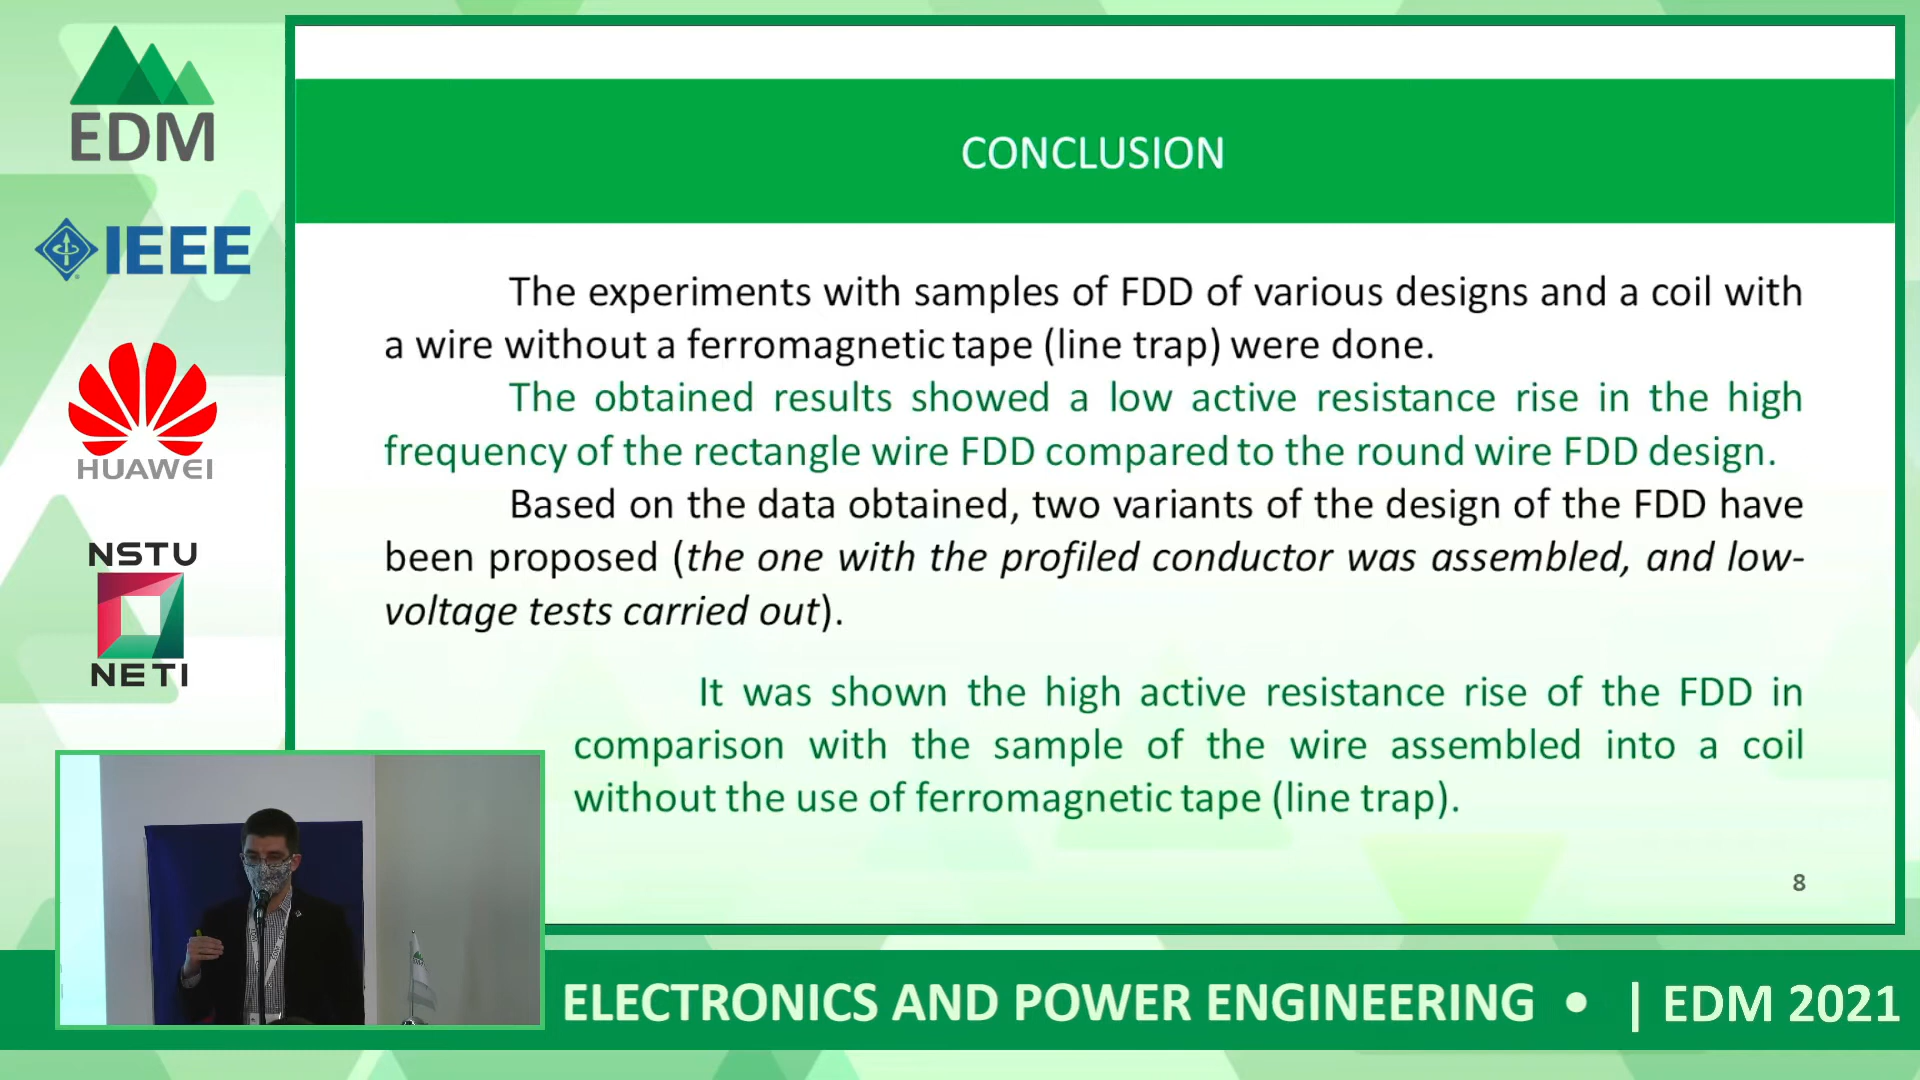 EDM
IEEE
HUAWEI
NSTU
NETI
CONCLUSION
The experiments with samples of FDD of various designs and a coil with
a wire without a ferromagnetic tape (line trap) were done.
The obtained results showed a low active resistance rise in the high
frequency of the rectangle wire FDD compared to the round wire FDD design.
Based on the data obtained, two variants of the design of the FDD have
been proposed (the one with the profiled conductor was assembled, and low-
voltage tests carried out).
It was shown the high active resistance rise of the FDD in
comparison with the sample of the wire assembled into a coil
without the use of ferromagnetic tape (line trap).
8
ELECTRONICS AND POWER ENGINEERING • | EDM 2021